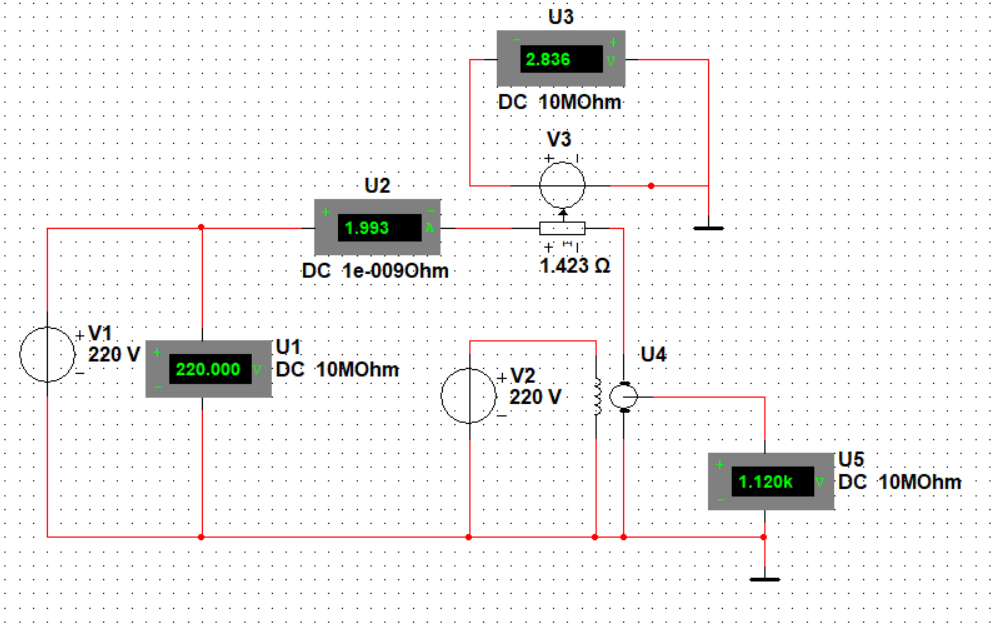 U3
- +
2.836 V
DC 10MOhm
V3
+ -
U2
+ -
1.993 A
DC 1e-009Ohm
+ -
1.423 Ω
+ V1
220 V
-
U1
+
220.000 V
-
DC 10MOhm
+ V2
220 V
-
U4
U5
+
1.120k V
-
DC 10MOhm